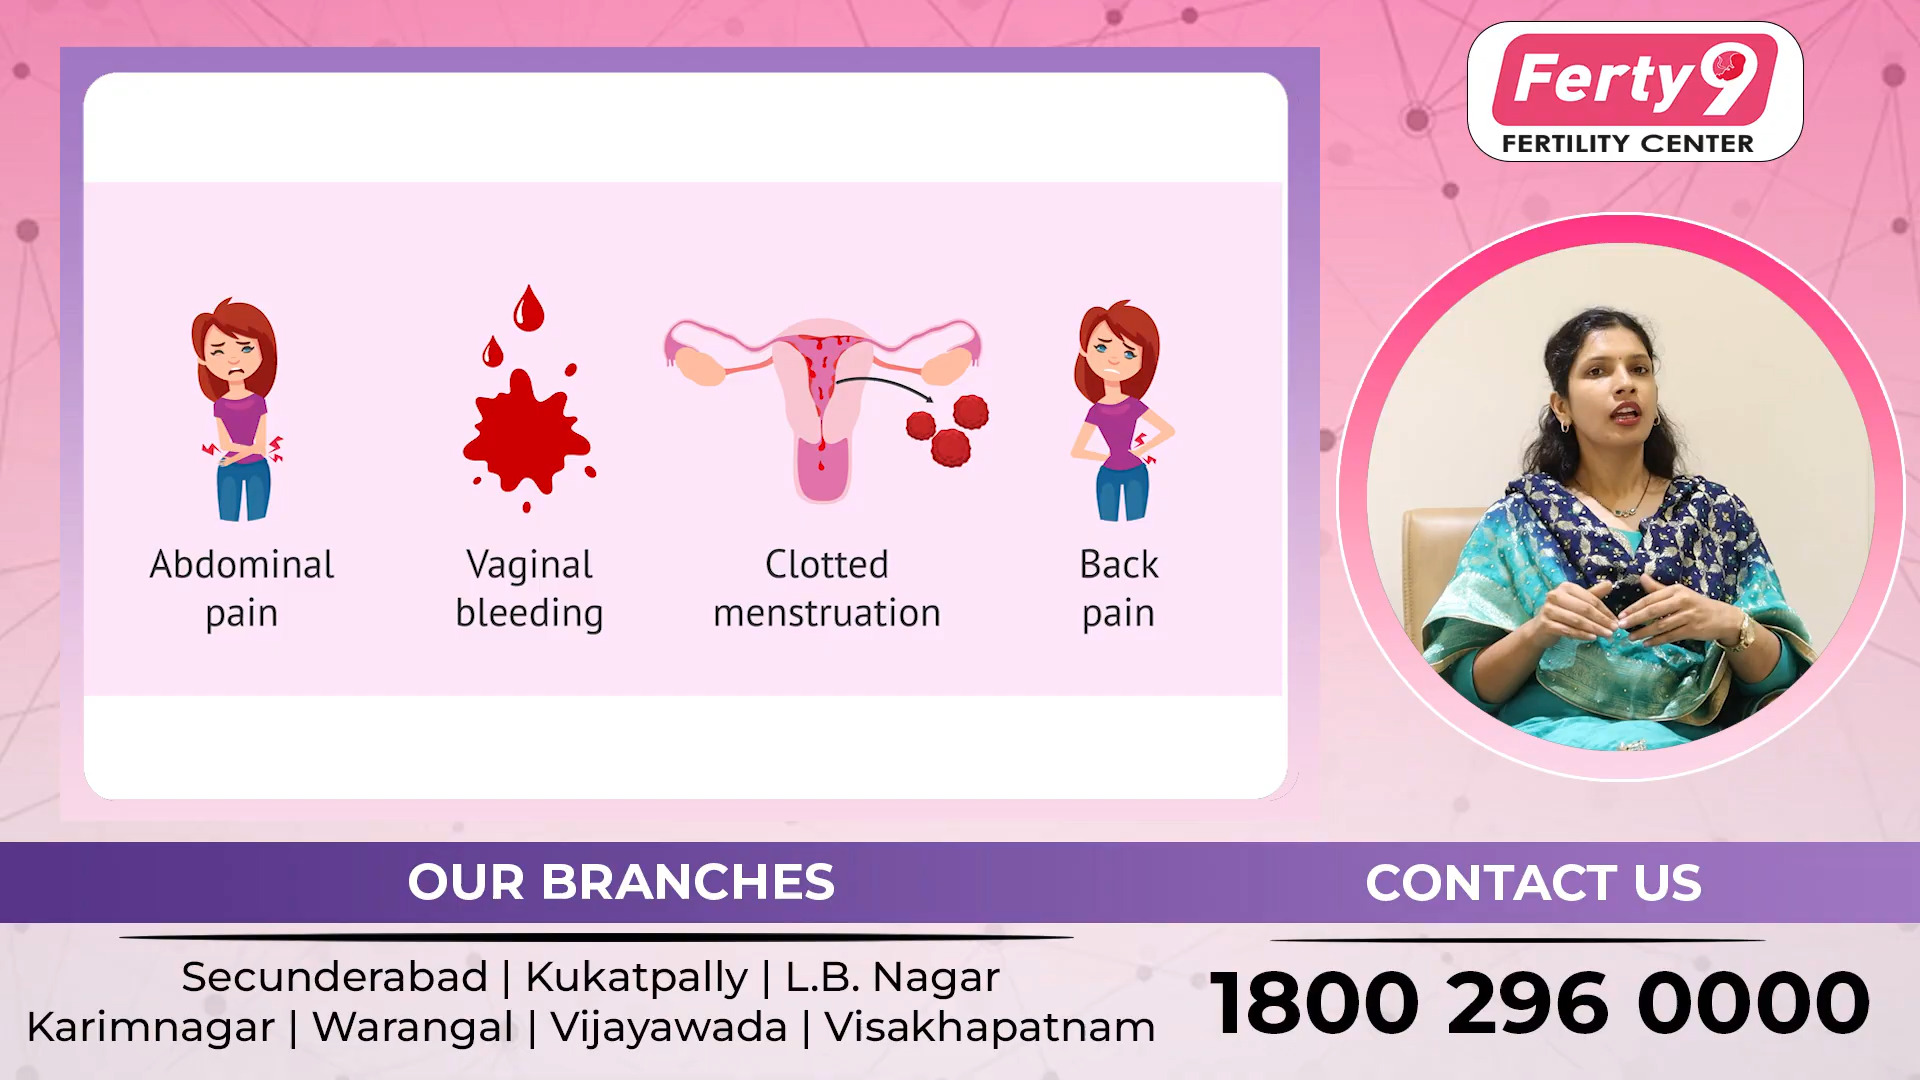 Ferty9
FERTILITY CENTER
Abdominal
pain
Vaginal
bleeding
Clotted
menstruation
Back
pain
OUR BRANCHES
Secunderabad | Kukatpally | L.B. Nagar
Karimnagar | Warangal | Vijayawada | Visakhapatnam
CONTACT US
1800 296 0000